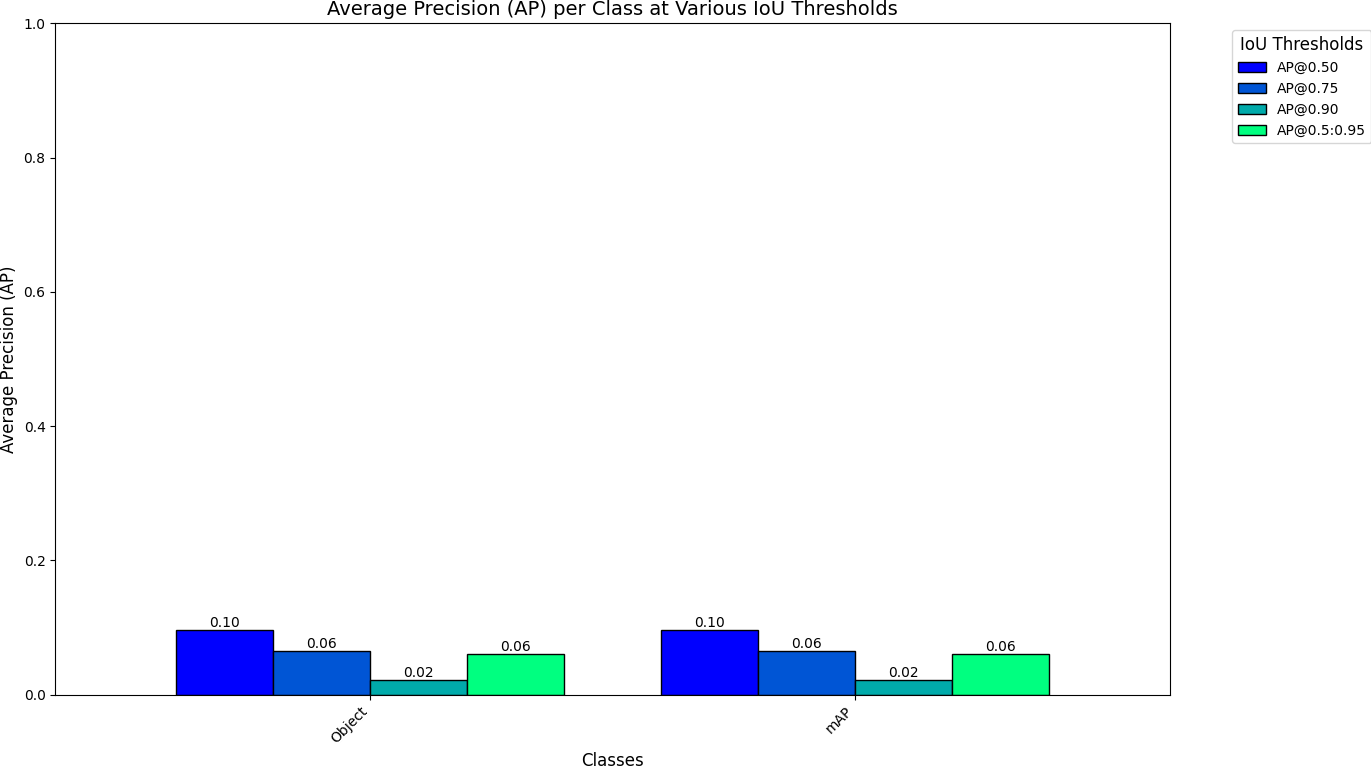 Average Precision (AP) per Class at Various IoU Thresholds
IoU Thresholds
AP@0.50
AP@0.75
AP@0.90
AP@0.5:0.95
Average Precision (AP)
1.0
0.8
0.6
0.4
0.2
0.0
0.10
0.06
0.02
0.06
0.10
0.06
0.02
0.06
Object
mAP
Classes